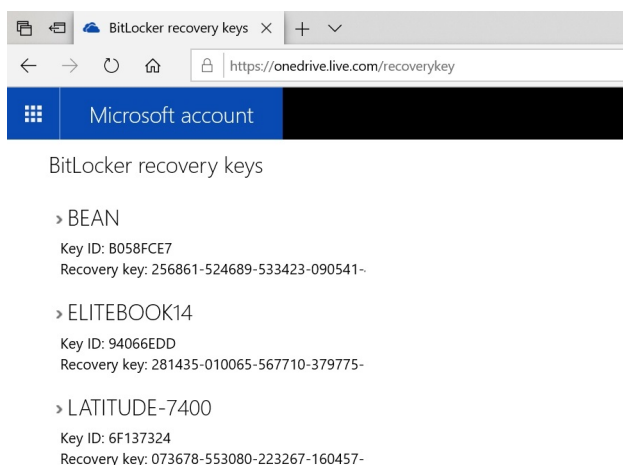 BitLocker recovery keys
https://onedrive.live.com/recoverykey
Microsoft account
BitLocker recovery keys
BEAN
Key ID: B058FCE7
Recovery key: 256861-524689-533423-090541-
ELITEBOOK14
Key ID: 94066EDD
Recovery key: 281435-010065-567710-379775-
LATITUDE-7400
Key ID: 6F137324
Recovery key: 073678-553080-223267-160457-